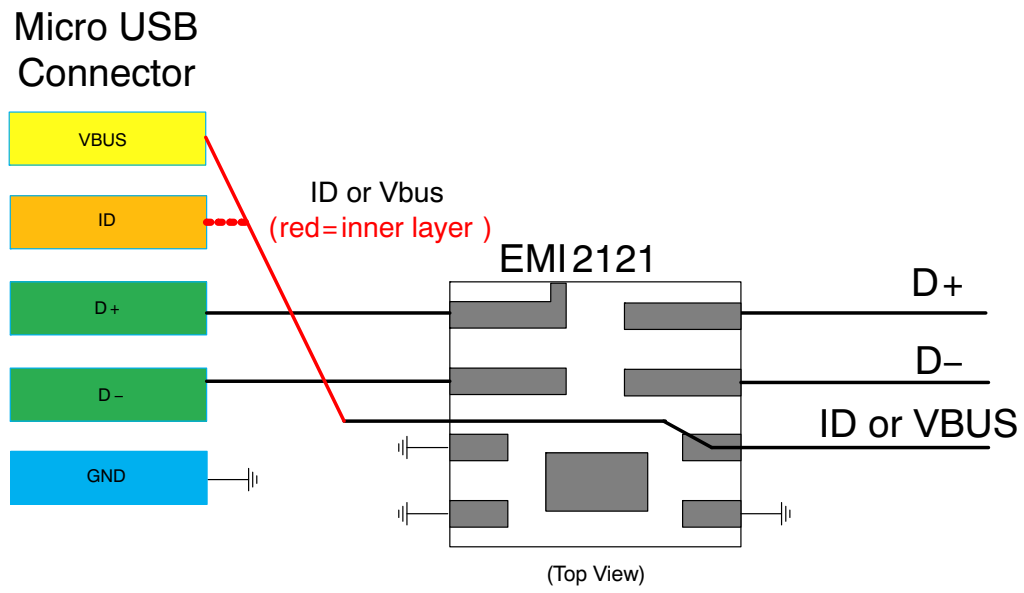 Micro USB
Connector
VBUS
ID
ID or Vbus
(red=inner layer )
EMI2121
D+
D+
D−
D−
ID or VBUS
GND
(Top View)